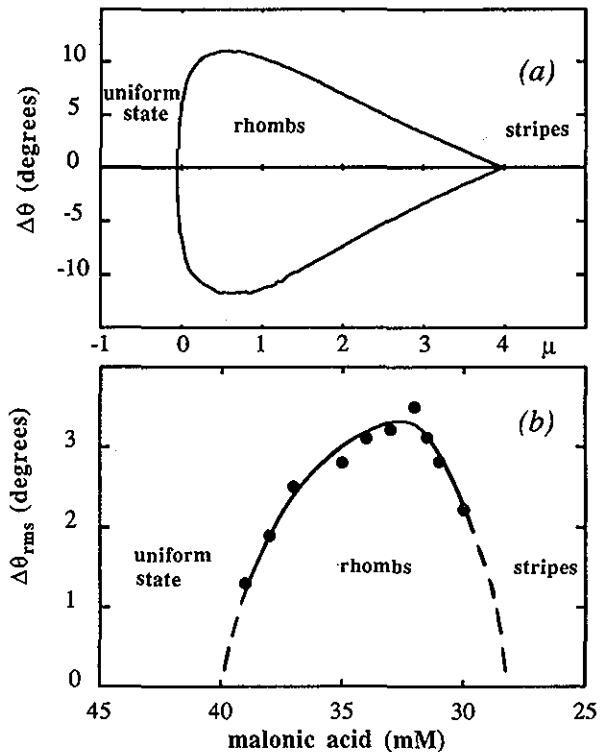 10
5
0
-5
-10
Δθ (degrees)
(a)
uniform
state
rhombs
stripes
-1 0 1 2 3 4 μ
3
2
1
0
Δθrms (degrees)
(b)
uniform
state
rhombs
stripes
45 40 35 30 25
malonic acid (mM)